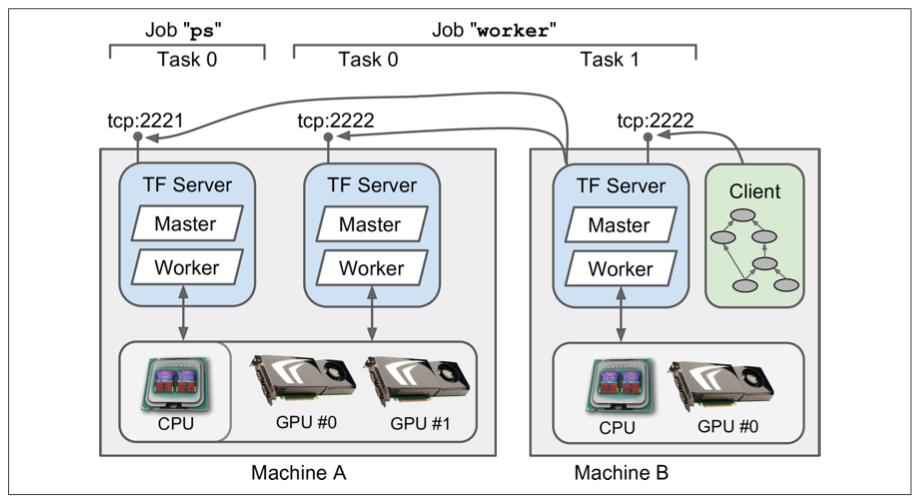 Job "ps"
Job "worker"
Task 0
Task 0
Task 1
tcp:2221
tcp:2222
tcp:2222
TF Server
Master
Worker
TF Server
Master
Worker
TF Server
Master
Worker
Client
CPU
GPU #0
GPU #1
CPU
GPU #0
Machine A
Machine B